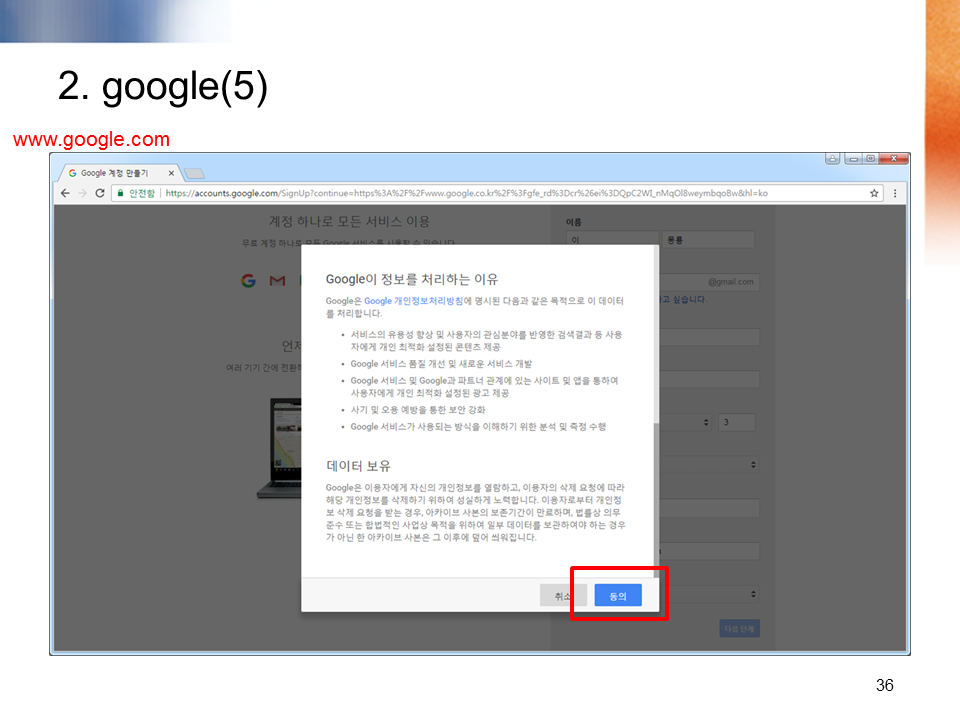 2. google(5)
www.google.com
Google 계정 만들기
안전함 | https://accounts.google.com/SignUp?continue=https%3A%2F%2Fwww.google.co.kr%2F%3Fgfe_rd%3Dcr%26ei%3DQpC2WI_nMqOl8weymbqoBw&hl=ko
계정 하나로 모든 서비스 이용
무료 계정 하나로 모든 Google 서비스를 사용할 수 있습니다.
이름
이
@gmail.com
고 싶습니다.
언제
여러 기기 간에 전환하
3
Google이 정보를 처리하는 이유
Google은 Google 개인정보처리방침에 명시된 다음과 같은 목적으로 이 데이터
를 처리합니다.
• 서비스의 유용성 향상 및 사용자의 관심분야를 반영한 검색결과 등 사용
자에게 개인 최적화 설정된 콘텐츠 제공
• Google 서비스 품질 개선 및 새로운 서비스 개발
• Google 서비스 및 Google과 파트너 관계에 있는 사이트 및 앱을 통하여
사용자에게 개인 최적화 설정된 광고 제공
• 사기 및 오용 예방을 통한 보안 강화
• Google 서비스가 사용되는 방식을 이해하기 위한 분석 및 측정 수행
데이터 보유
Google은 이용자에게 자신의 개인정보를 열람하고, 이용자의 삭제 요청에 따라
해당 개인정보를 삭제하기 위하여 성실하게 노력합니다. 이용자로부터 개인정
보 삭제 요청을 받는 경우, 아카이브 사본의 보존기간이 만료하며, 법률상 의무
준수 또는 합법적인 사업상 목적을 위하여 일부 데이터를 보관하여야 하는 경우
가 아닌 한 아카이브 사본은 그 이후에 덮어 씌워집니다.
취소
동의
다음 단계
36